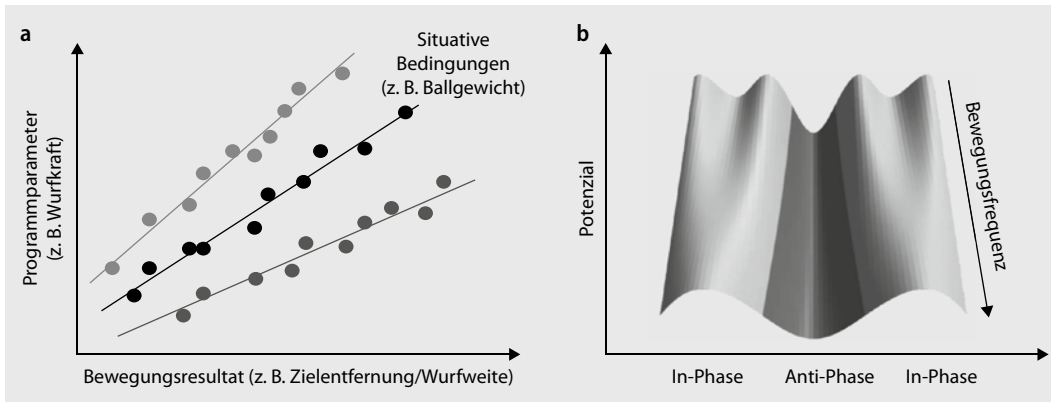 a
Situative
Bedingungen
(z. B. Ballgewicht)
Programmparameter
(z. B. Wurfkraft)
Bewegungsresultat (z. B. Zielentfernung/Wurfweite)
b
Potenzial
Bewegungsfrequenz
In-Phase
Anti-Phase
In-Phase